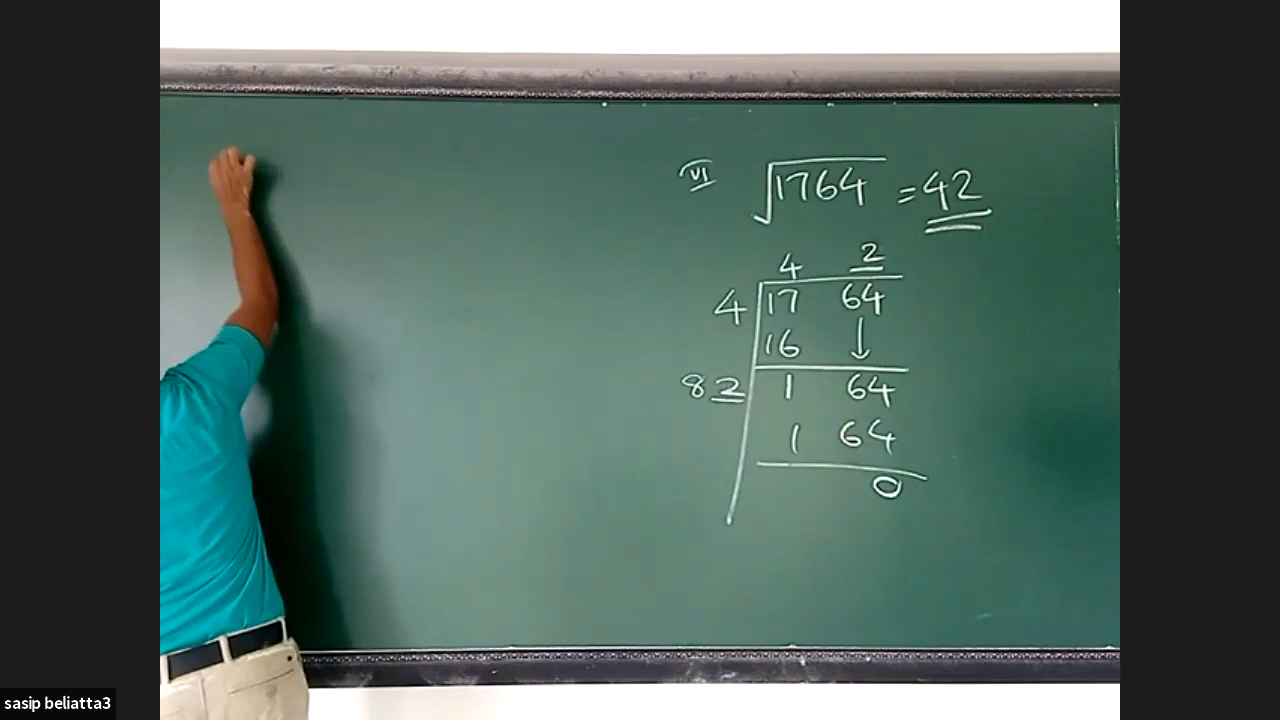 VI √1764 = 42
4 2
4 17 64
16 ↓
82 1 64
1 64
0
sasip beliatta3